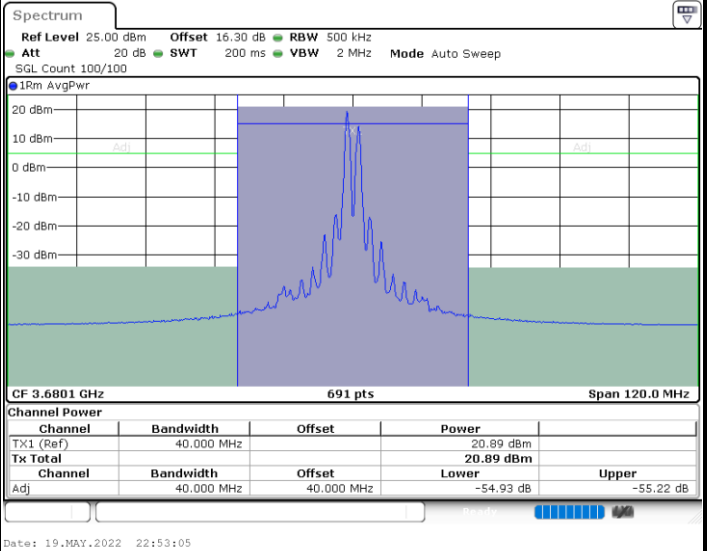 Spectrum
Ref Level 25.00 dBm Offset 16.30 dB RBW 500 kHz
Att 20 dB SWT 200 ms VBW 2 MHz Mode Auto Sweep
SGL Count 100/100
1Rm AvgPwr
20 dBm
10 dBm
Adj Adj
0 dBm
-10 dBm
-20 dBm
-30 dBm
CF 3.6801 GHz 691 pts Span 120.0 MHz
Channel Power
Channel Bandwidth Offset Power
TX1 (Ref) 40.000 MHz 20.89 dBm
Tx Total 20.89 dBm
Channel Bandwidth Offset Lower Upper
Adj 40.000 MHz 40.000 MHz -54.93 dB -55.22 dB
Ready
Date: 19.MAY.2022 22:53:05